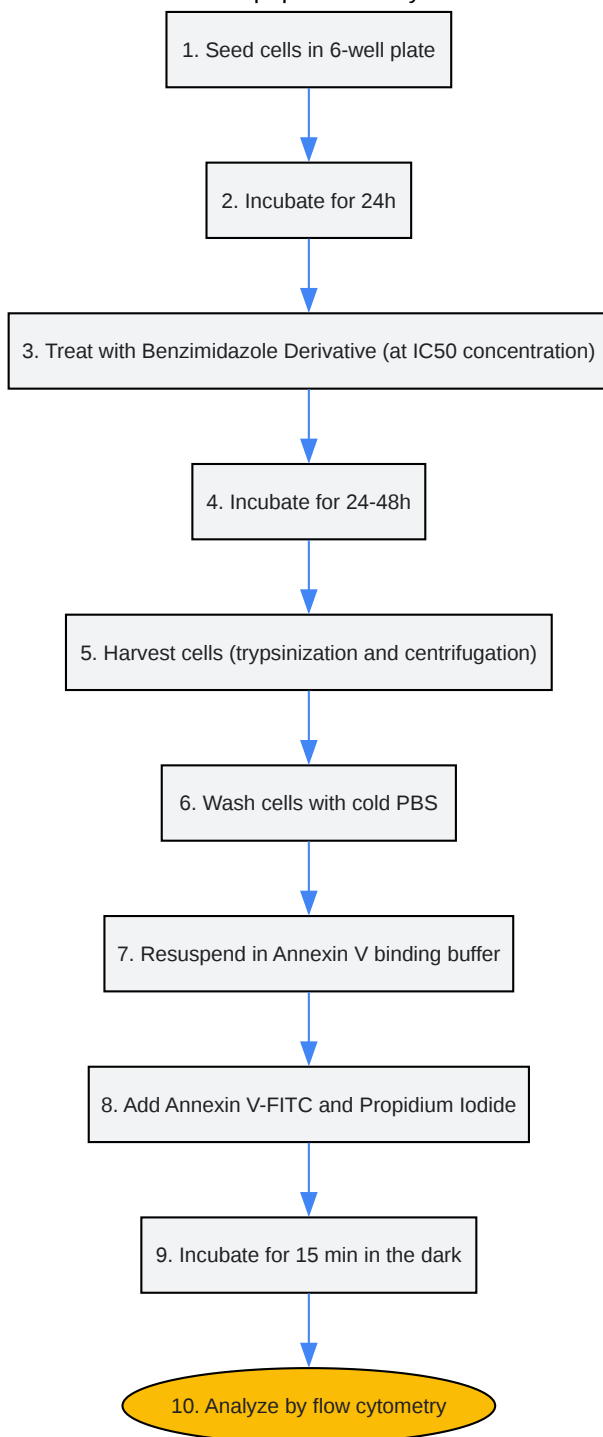 1. Seed cells in 6-well plate
2. Incubate for 24h
3. Treat with Benzimidazole Derivative (at IC50 concentration)
4. Incubate for 24-48h
5. Harvest cells (trypsinization and centrifugation)
6. Wash cells with cold PBS
7. Resuspend in Annexin V binding buffer
8. Add Annexin V-FITC and Propidium Iodide
9. Incubate for 15 min in the dark
10. Analyze by flow cytometry